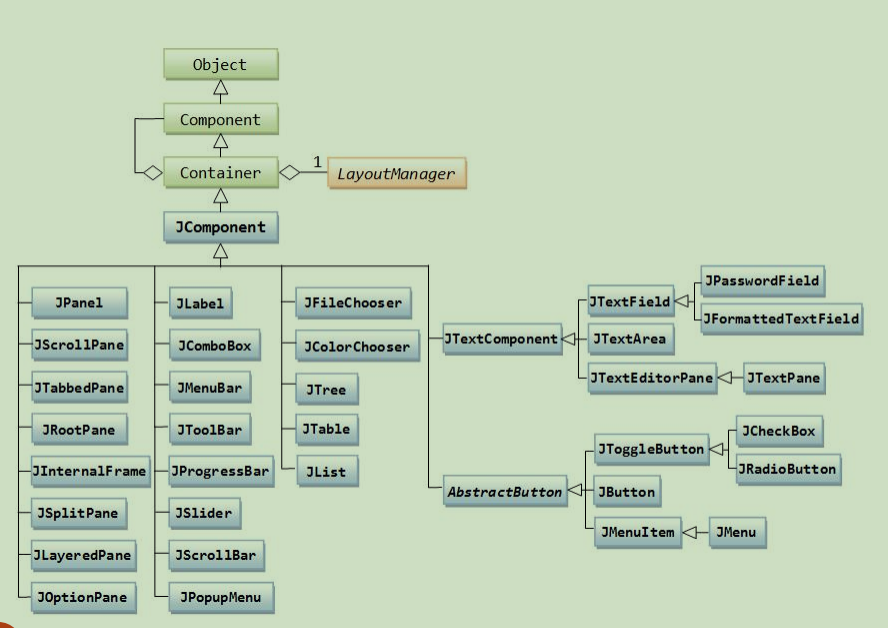 Object
Component
Container
1
LayoutManager
JComponent
JPanel
JScrollPane
JTabbedPane
JRootPane
JInternalFrame
JSplitPane
JLayeredPane
JOptionPane
JLabel
JComboBox
JMenuBar
JToolBar
JProgressBar
JSlider
JScrollBar
JPopupMenu
JFileChooser
JColorChooser
JTree
JTable
JList
JTextComponent
JTextField
JPasswordField
JFormattedTextField
JTextArea
JTextEditorPane
JTextPane
AbstractButton
JToggleButton
JCheckBox
JRadioButton
JButton
JMenuItem
JMenu